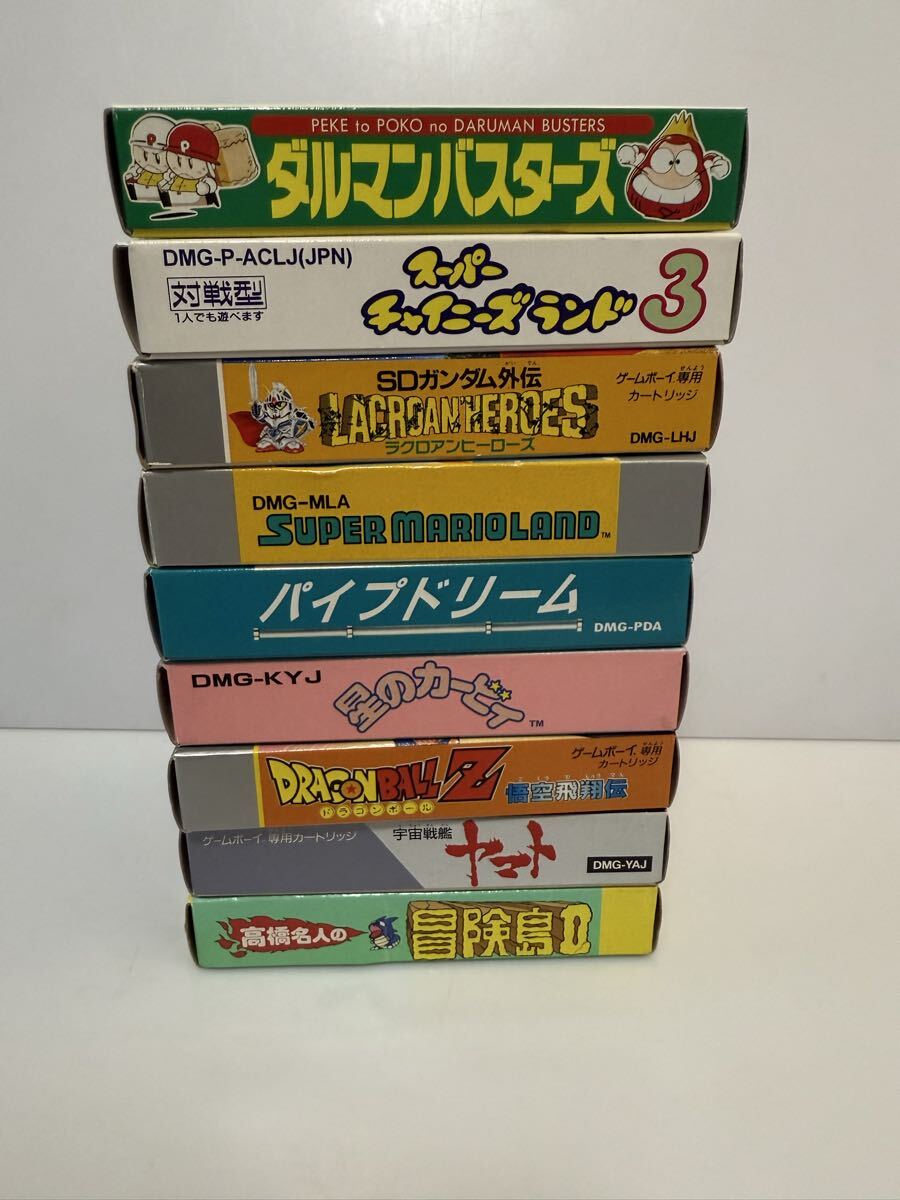 PEKE to POKO no DARUMAN BUSTERS
ダルマンバスターズ
DMG-P-ACLJ(JPN)
対戦型
1人でも遊べます
スーパー
チャイニーズランド3
SDガンダム外伝
LACROAN HEROES
ラクロアンヒーローズ
ゲームボーイ専用
カートリッジ
DMG-LHJ
DMG-MLA
SUPER MARIOLAND™
パイプドリーム
DMG-PDA
DMG-KYJ
星のカービィ™
DRAGON BALL Z
ドラゴンボール
悟空飛翔伝
ゲームボーイ専用
カートリッジ
ゲームボーイ専用カートリッジ
宇宙戦艦
ヤマト
DMG-YAJ
高橋名人の
冒険島II